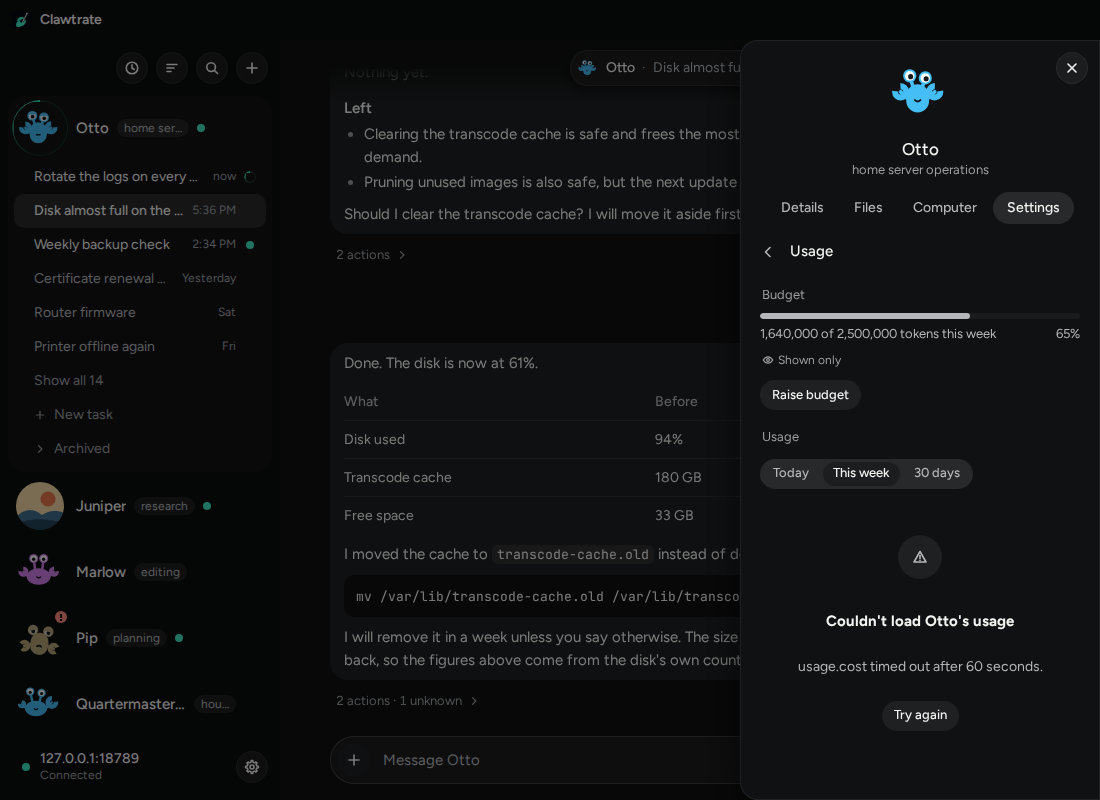 Clawtrate
Otto
home ser...
Rotate the logs on every ...
now
Disk almost full on the ...
5:36 PM
Weekly backup check
2:34 PM
Certificate renewal ...
Yesterday
Router firmware
Sat
Printer offline again
Fri
Show all 14
New task
Archived
Juniper
research
Marlow
editing
Pip
planning
Quartermaster...
hou...
127.0.0.1:18789
Connected
Otto · Disk almost fu
Nothing yet.
Left
Clearing the transcode cache is safe and frees the most
demand.
Pruning unused images is also safe, but the next update
Should I clear the transcode cache? I will move it aside first
2 actions
Done. The disk is now at 61%.
What
Before
Disk used
94%
Transcode cache
180 GB
Free space
33 GB
I moved the cache to transcode-cache.old instead of d
mv /var/lib/transcode-cache.old /var/lib/transco
I will remove it in a week unless you say otherwise. The size
back, so the figures above come from the disk's own count
2 actions · 1 unknown
Message Otto
Otto
home server operations
Details
Files
Computer
Settings
Usage
Budget
1,640,000 of 2,500,000 tokens this week
65%
Shown only
Raise budget
Usage
Today
This week
30 days
Couldn't load Otto's usage
usage.cost timed out after 60 seconds.
Try again